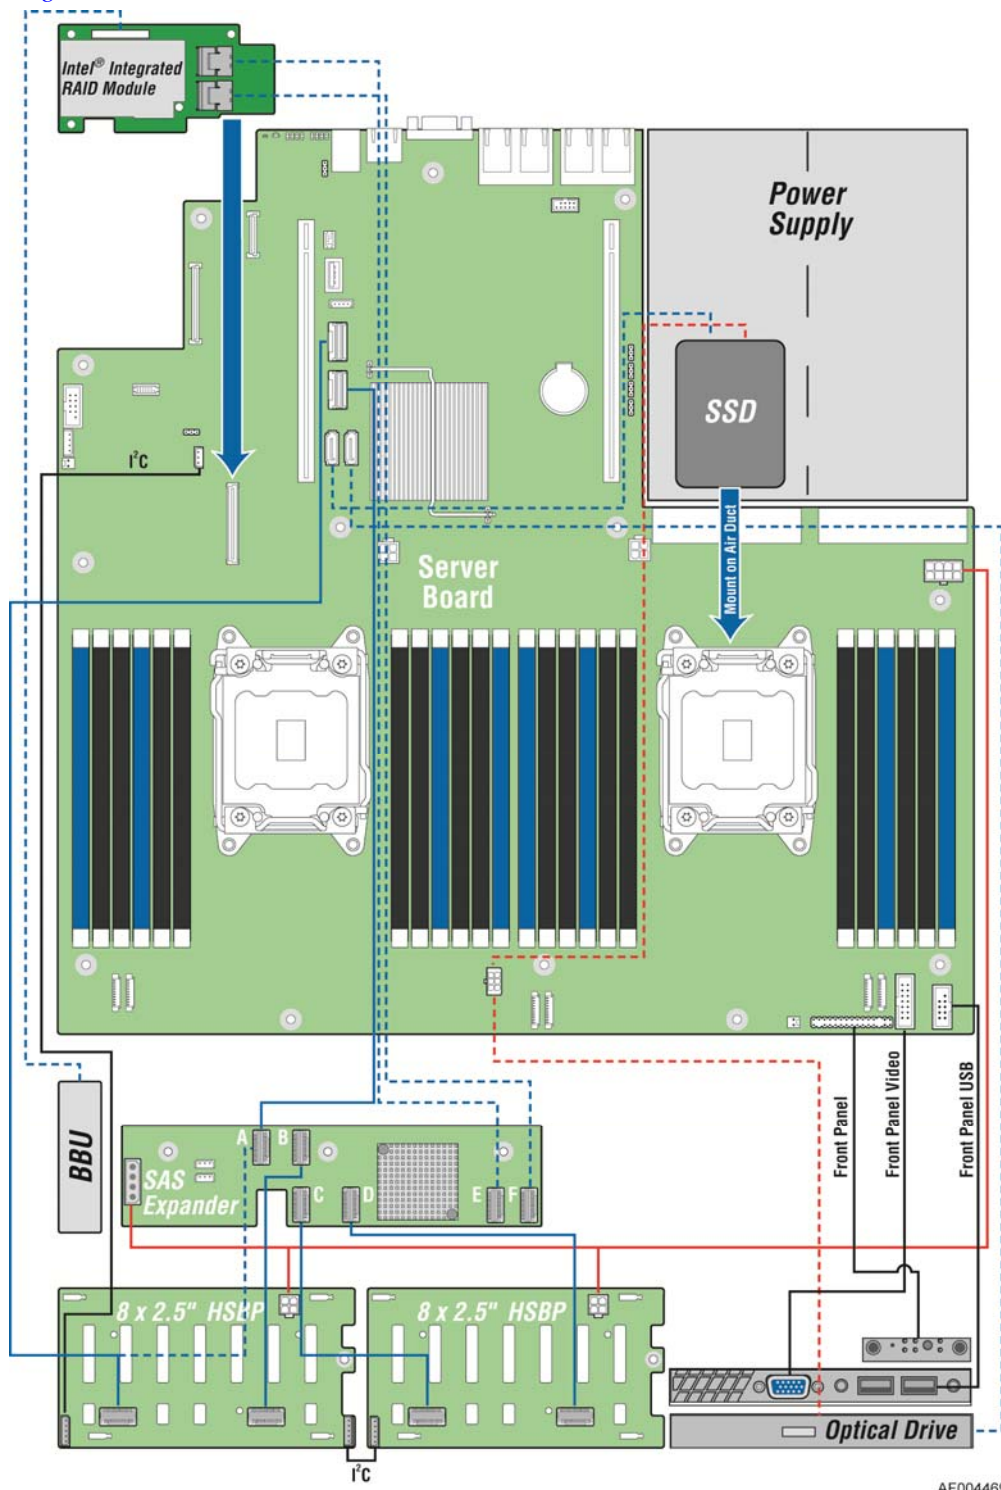 Intel® Integrated
RAID Module
Power
Supply
SSD
I²C
Mount on Air Duct
Server
Board
Front Panel
Front Panel Video
Front Panel USB
BBU
A
B
SAS
Expander
C
D
E
F
8 x 2.5" HSBP
8 x 2.5" HSBP
Optical Drive
I²C